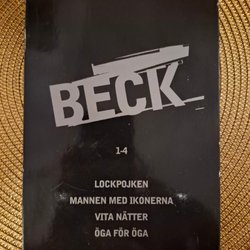 BECK
1-4
LOCKPOJKEN
MANNEN MED IKONERNA
VITA NÄTTER
ÖGA FÖR ÖGA